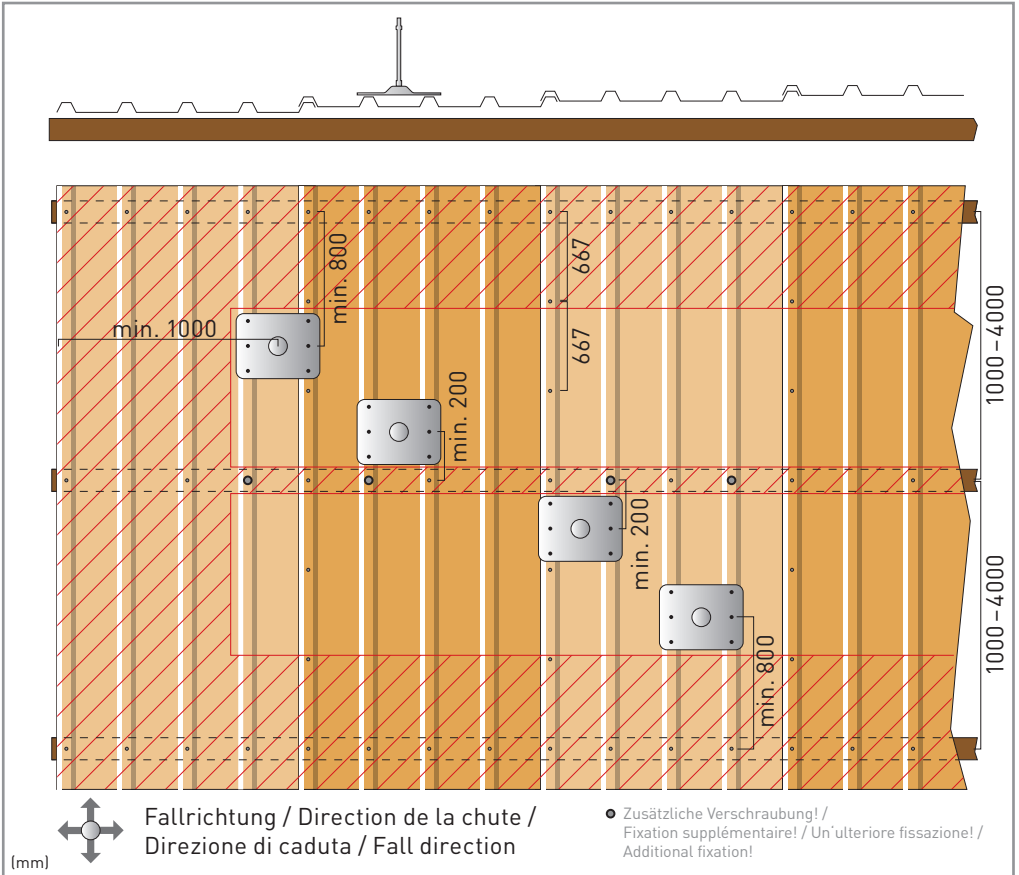 min. 800
667
min. 1000
667
1000–4000
min. 200
min. 200
1000–4000
min. 800
Fallrichtung / Direction de la chute /
Direzione di caduta / Fall direction
Zusätzliche Verschraubung! /
Fixation supplémentaire! / Un'ulteriore fissazione! /
Additional fixation!
(mm)